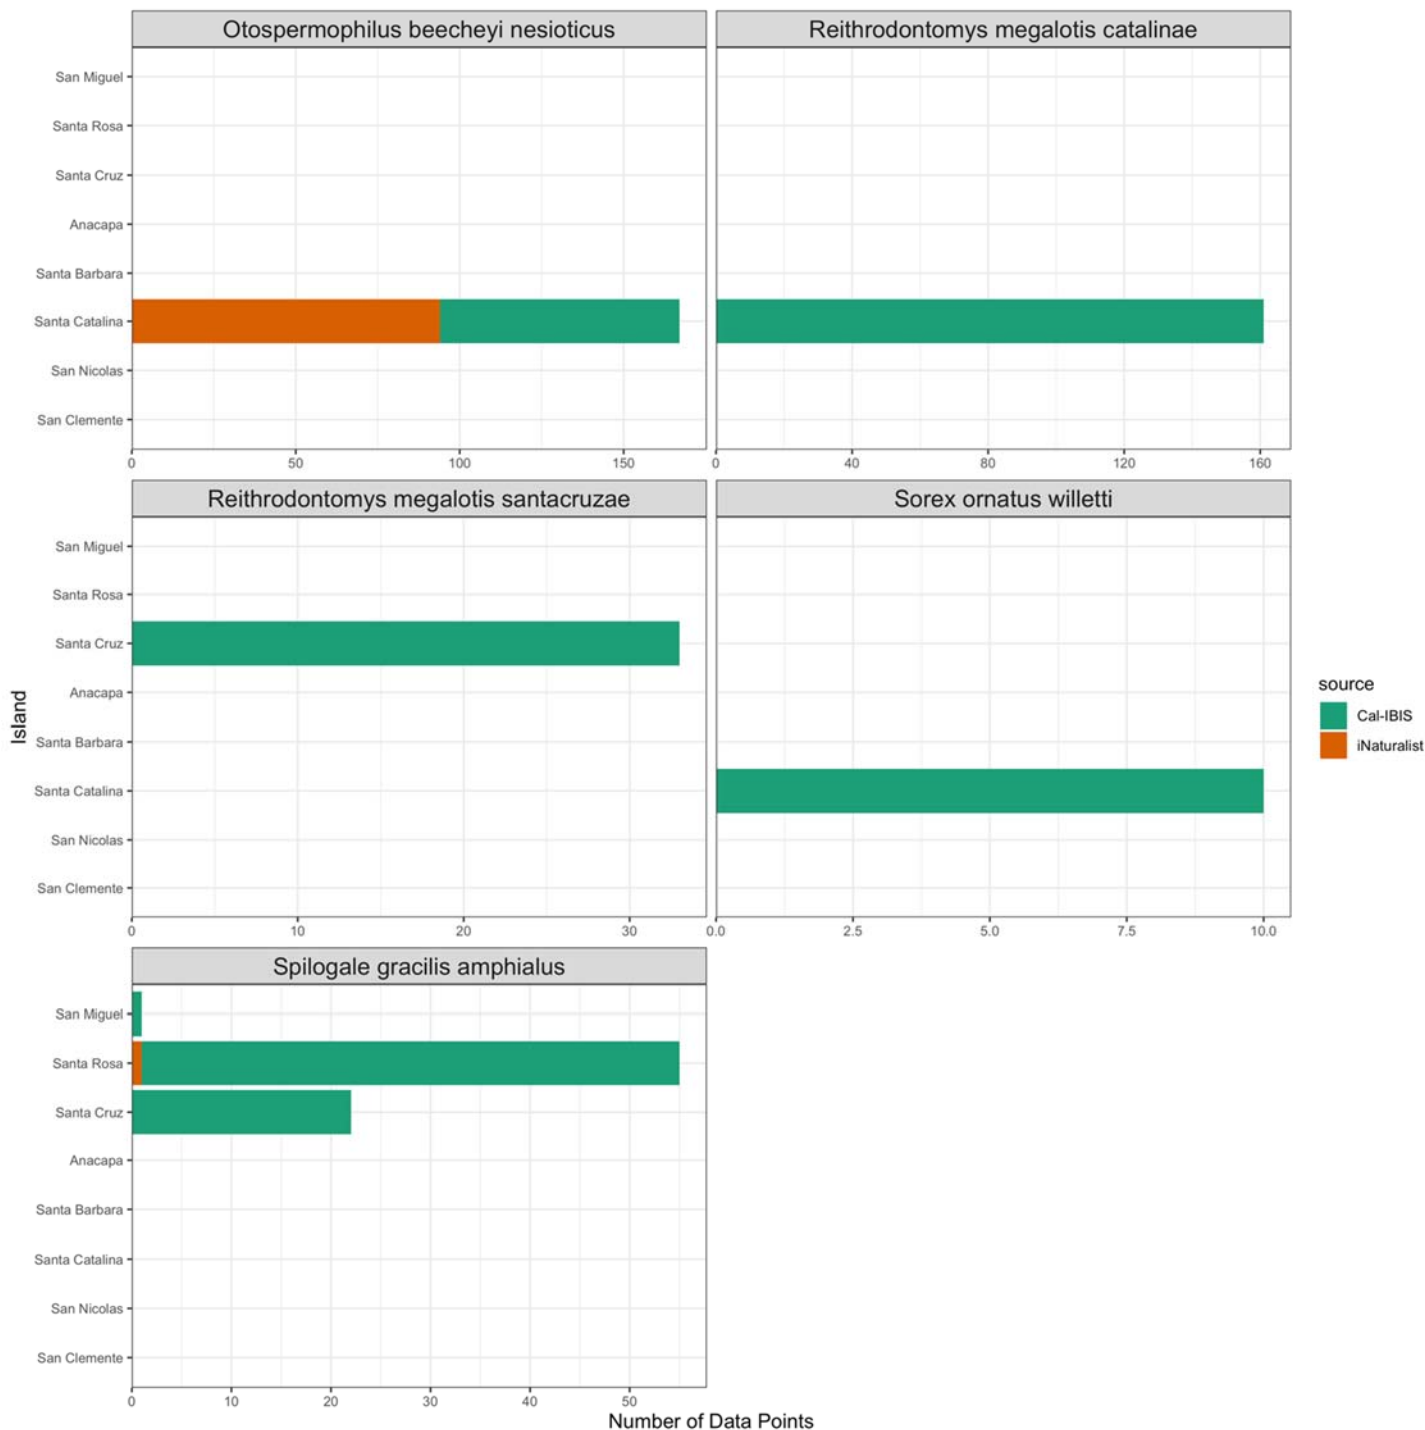 Otospermophilus beecheyi nesioticus
Reithrodontomys megalotis catalinae
San Miguel
Santa Rosa
Santa Cruz
Anacapa
Santa Barbara
Santa Catalina
San Nicolas
San Clemente
0 50 100 150
0 40 80 120 160
Reithrodontomys megalotis santacruzae
Sorex ornatus willetti
San Miguel
Santa Rosa
Santa Cruz
Anacapa
Santa Barbara
Santa Catalina
San Nicolas
San Clemente
0 10 20 30
0.0 2.5 5.0 7.5 10.0
Spilogale gracilis amphialus
San Miguel
Santa Rosa
Santa Cruz
Anacapa
Santa Barbara
Santa Catalina
San Nicolas
San Clemente
0 10 20 30 40 50
Island
Number of Data Points
source
Cal-IBIS
iNaturalist